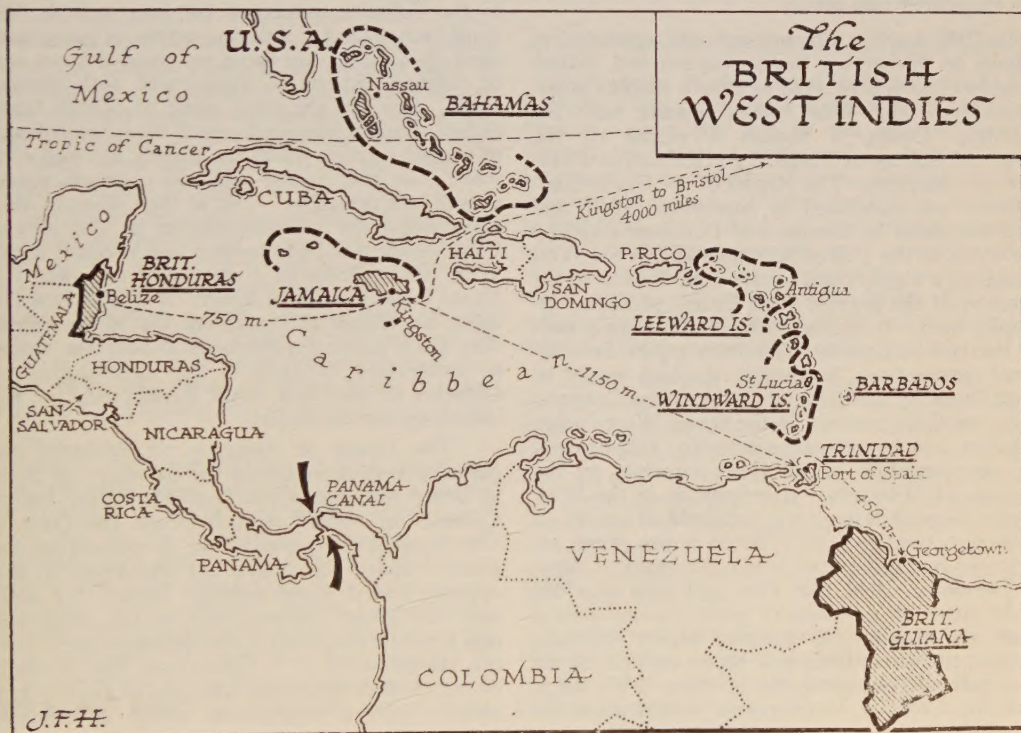 The
BRITISH
WEST INDIES
U.S.A.
Gulf of
Mexico
Nassau
BAHAMAS
Tropic of Cancer
CUBA
Kingston to Bristol
4000 miles
Mexico
BRIT.
HONDURAS
Belize
GUATEMALA
JAMAICA
Kingston
750 m.
HAITI
SAN
DOMINGO
P. RICO
Antigua
LEEWARD IS.
Caribbean
1150 m.
St Lucia
WINDWARD IS.
BARBADOS
HONDURAS
SAN
SALVADOR
NICARAGUA
COSTA
RICA
PANAMA
CANAL
PANAMA
TRINIDAD
Port of Spain
450 m.
Georgetown
VENEZUELA
BRIT.
GUIANA
COLOMBIA
J.F.H.